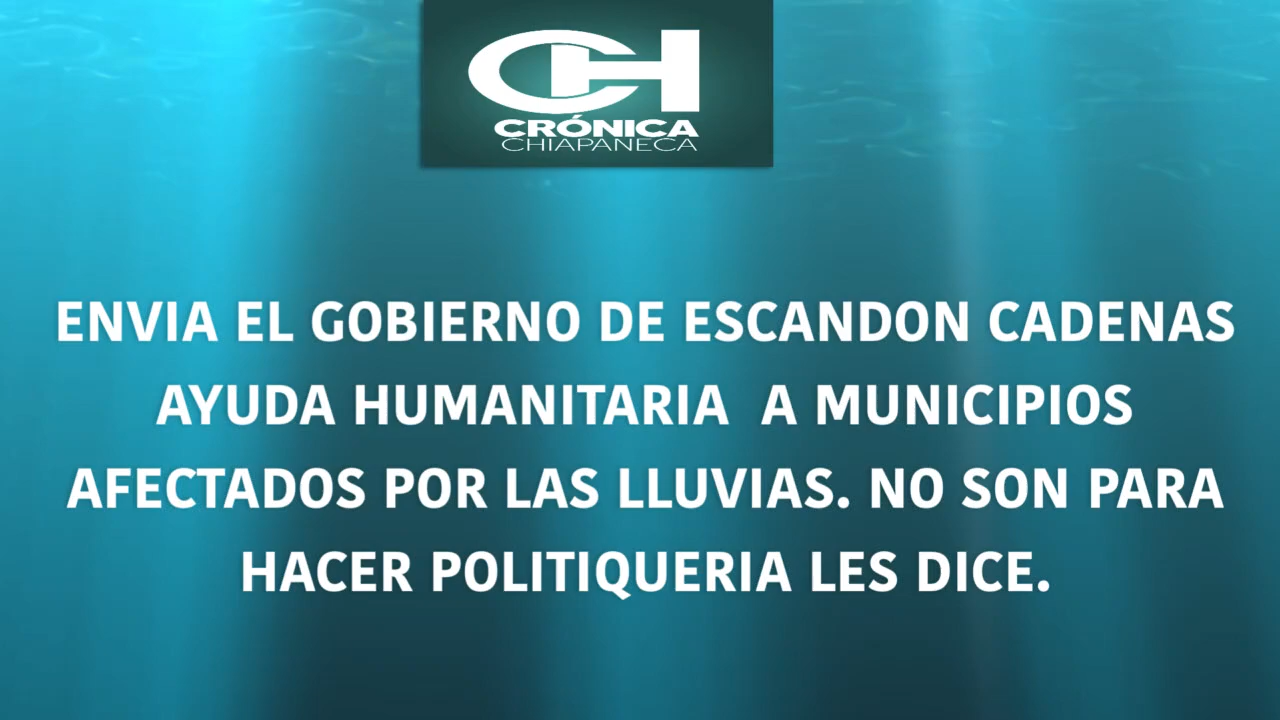 CH
CRÓNICA
CHIAPANECA
ENVIA EL GOBIERNO DE ESCANDON CADENAS
AYUDA HUMANITARIA  A MUNICIPIOS
AFECTADOS POR LAS LLUVIAS. NO SON PARA
HACER POLITIQUERIA LES DICE.